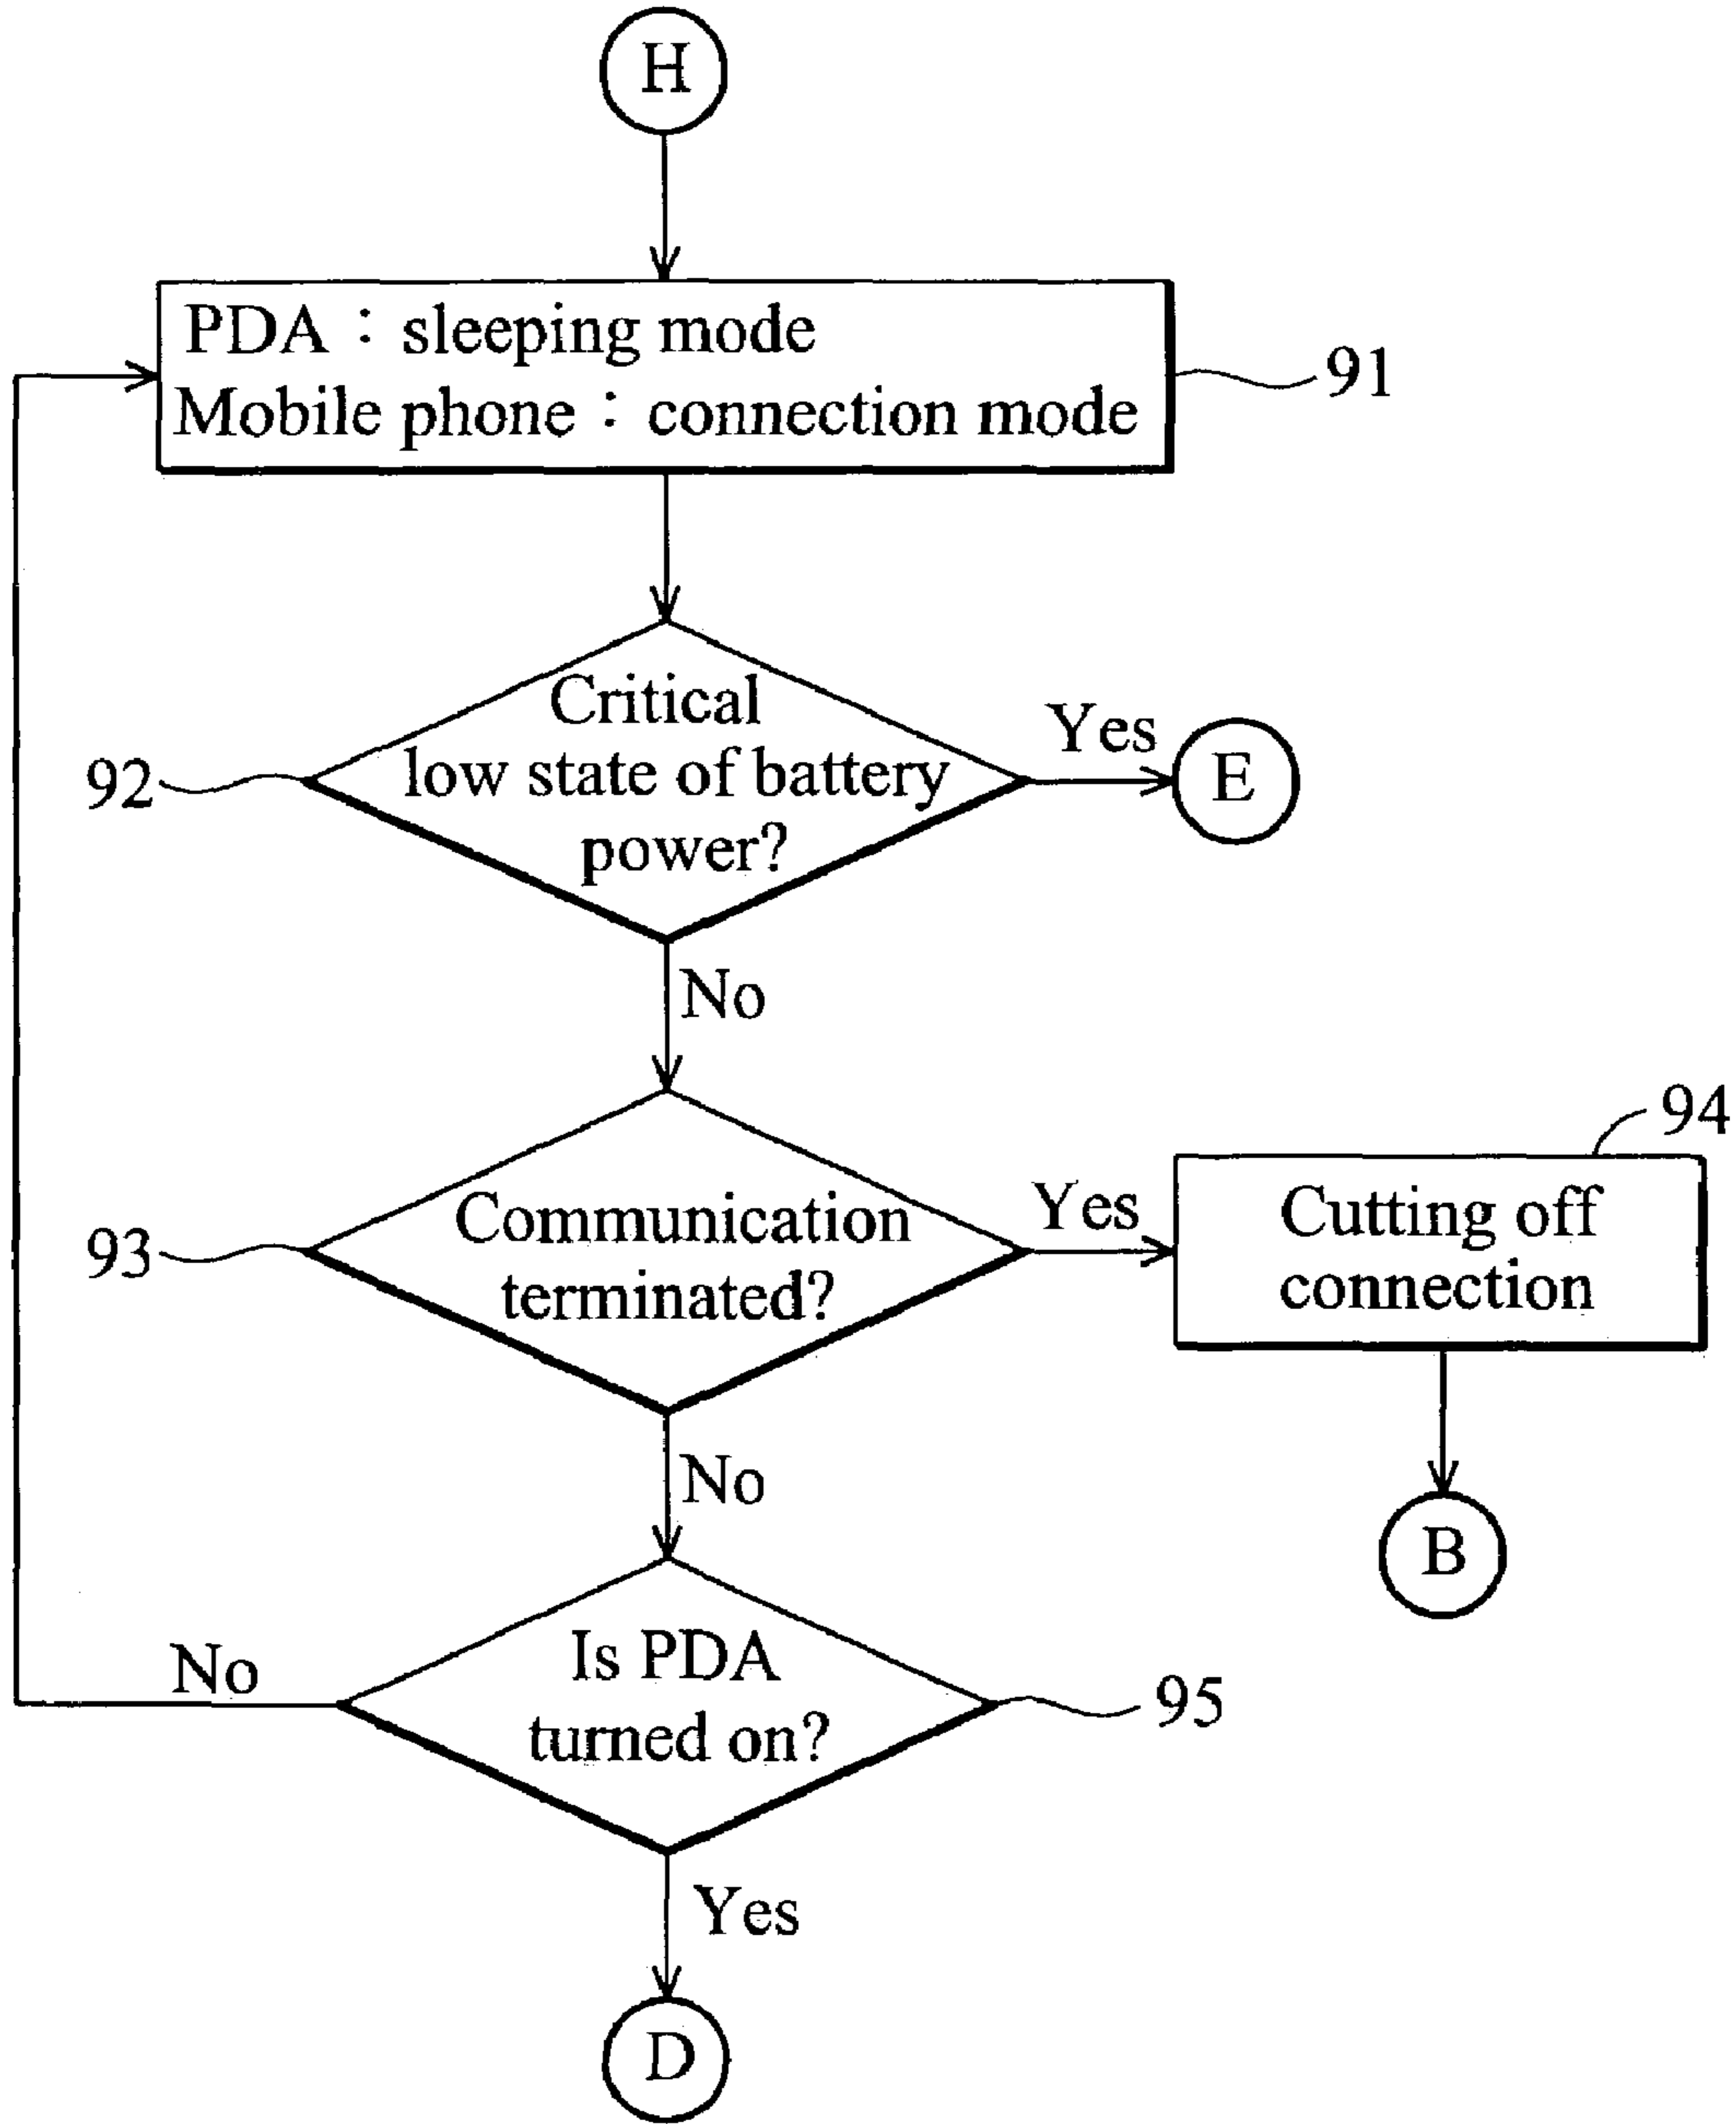 H
PDA : sleeping mode
Mobile phone : connection mode
91
Critical
low state of battery
power?
92
Yes
E
No
94
Communication
terminated?
93
Yes
Cutting off
connection
No
B
Is PDA
turned on?
No
95
Yes
D